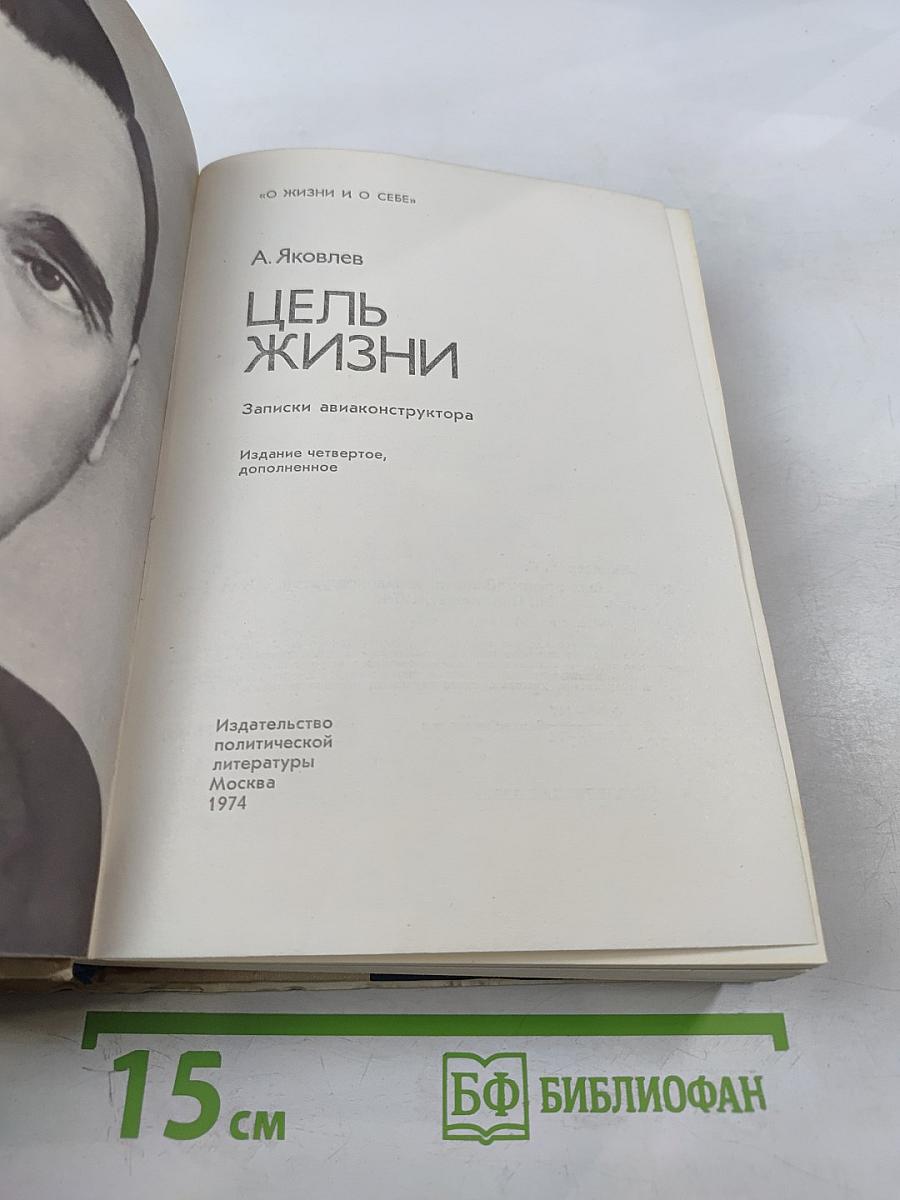 «О ЖИЗНИ И О СЕБЕ»
А. Яковлев
ЦЕЛЬ
ЖИЗНИ
Записки авиаконструктора
Издание четвертое,
дополненное
Издательство
политической
литературы
Москва
1974
15 см
БФ БИБЛИОФАН